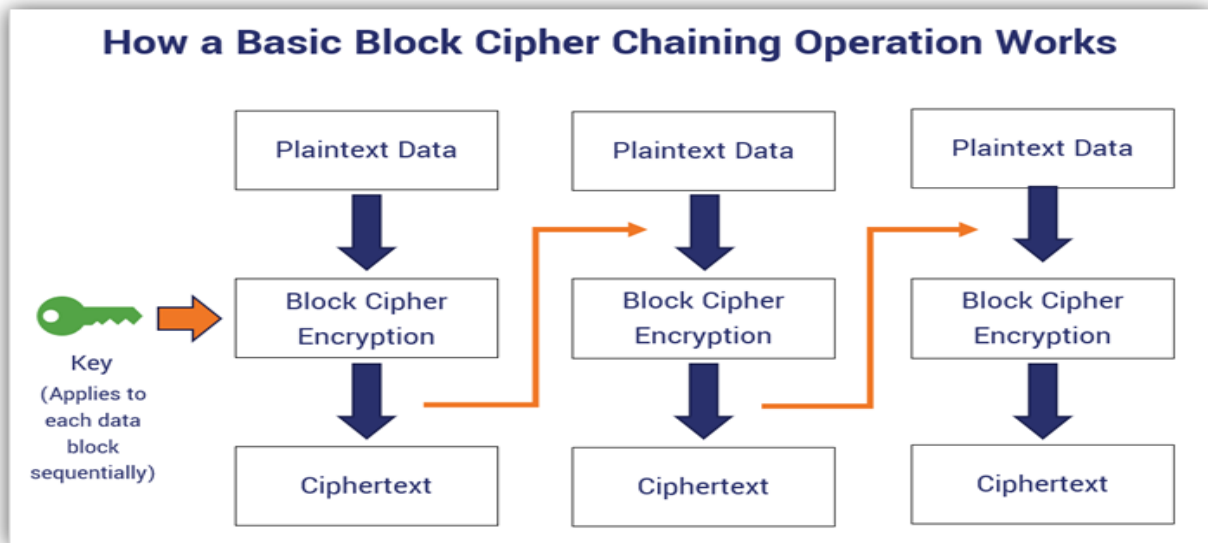 How a Basic Block Cipher Chaining Operation Works
Plaintext Data
Plaintext Data
Plaintext Data
Block Cipher
Encryption
Block Cipher
Encryption
Block Cipher
Encryption
Key
(Applies to
each data
block
sequentially)
Ciphertext
Ciphertext
Ciphertext